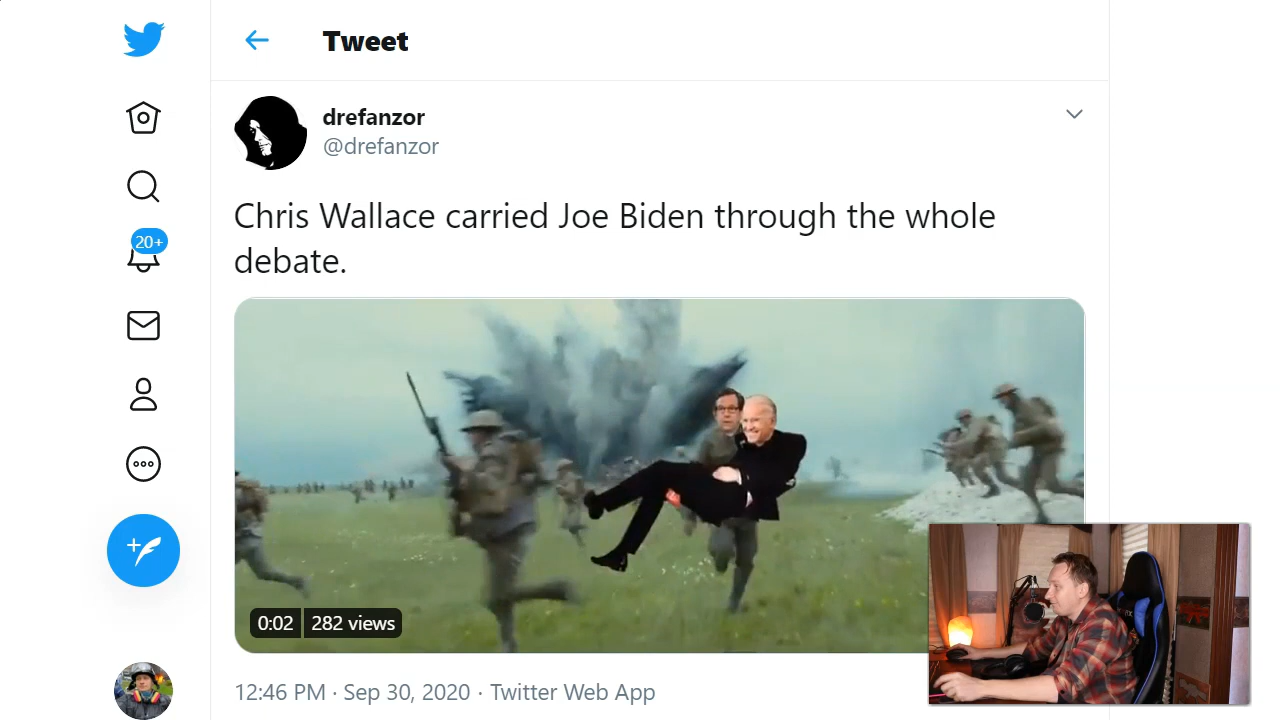 Tweet
drefanzor
@drefanzor
Chris Wallace carried Joe Biden through the whole
debate.
20+
0:02 282 views
12:46 PM · Sep 30, 2020 · Twitter Web App